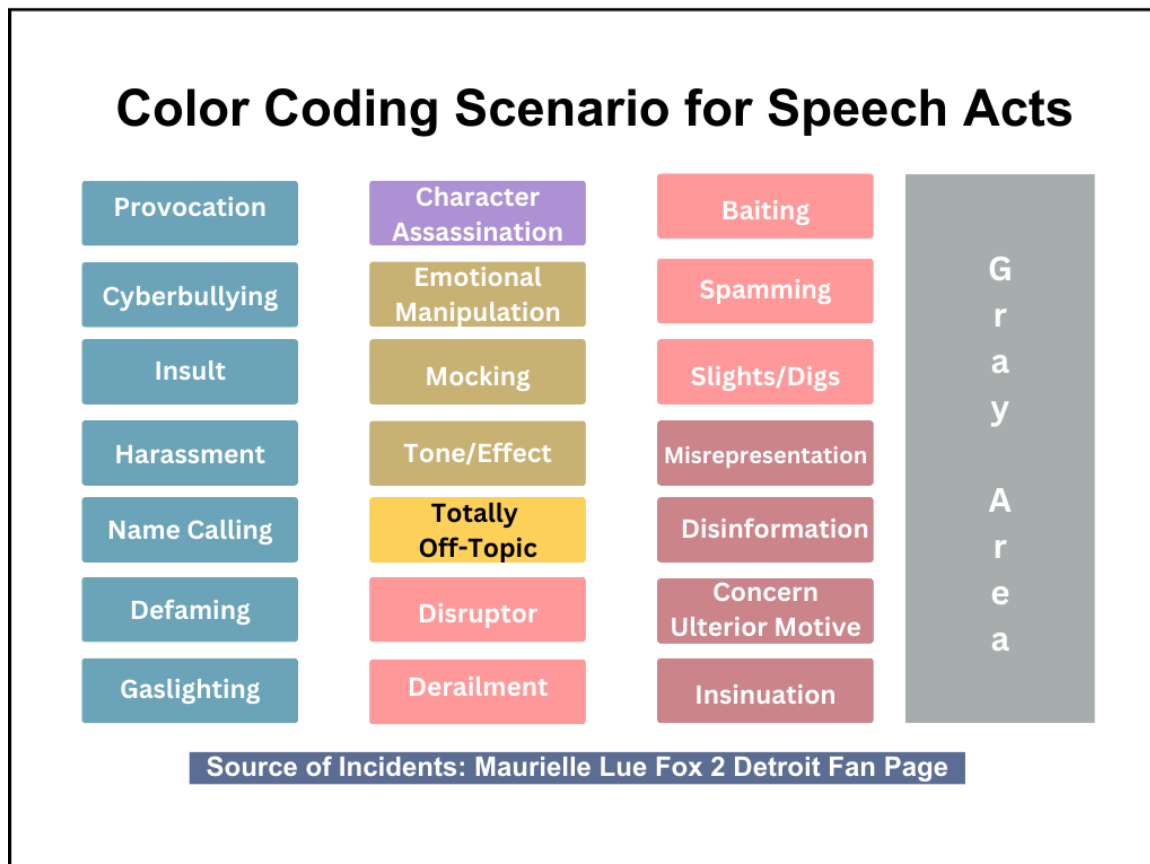 Color Coding Scenario for Speech Acts
Provocation
Cyberbullying
Insult
Harassment
Name Calling
Defaming
Gaslighting
Character
Assassination
Emotional
Manipulation
Mocking
Tone/Effect
Totally
Off-Topic
Disruptor
Derailment
Baiting
Spamming
Slights/Digs
Misrepresentation
Disinformation
Concern
Ulterior Motive
Insinuation
G
r
a
y
A
r
e
a
Source of Incidents: Maurielle Lue Fox 2 Detroit Fan Page